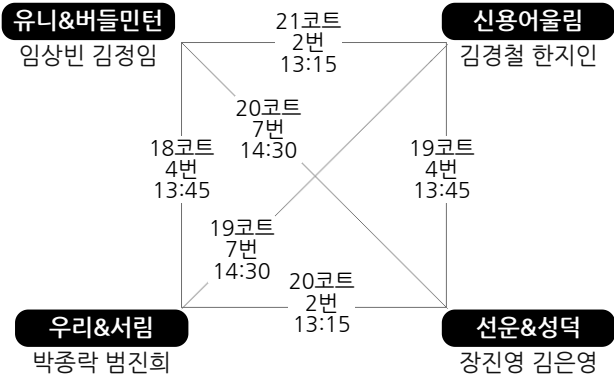 유니&버들민턴
임상빈 김정임
21코트
2번
13:15
신용어울림
김경철 한지인
20코트
7번
14:30
18코트
4번
13:45
19코트
4번
13:45
19코트
7번
14:30
20코트
2번
13:15
우리&서림
박종락 범진희
선운&성덕
장진영 김은영